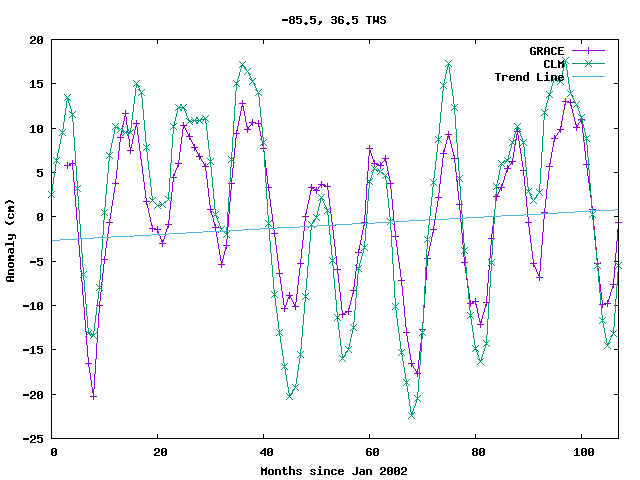 -85.5, 36.5 TWS
GRACE
CLM
Trend Line
20
15
10
5
0
-5
-10
-15
-20
-25
Anomaly (cm)
0 20 40 60 80 100
Months since Jan 2002